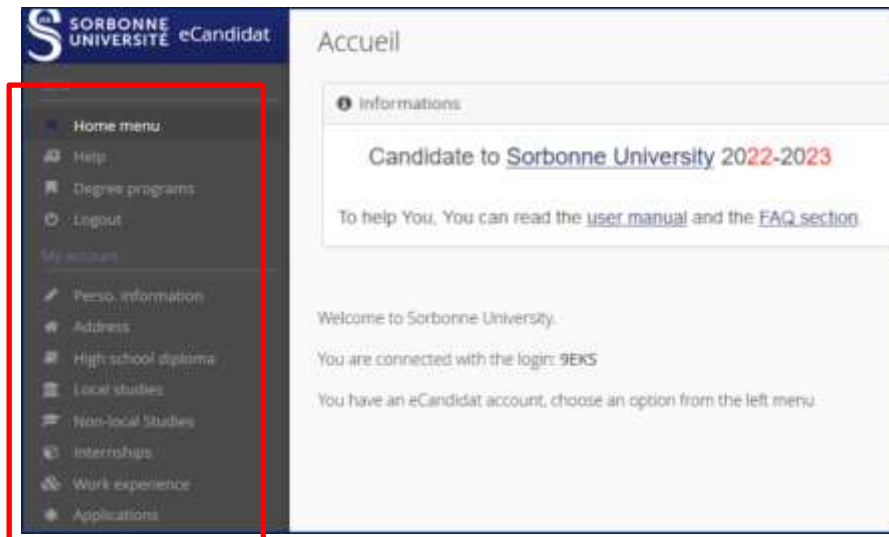 SORBONNE
UNIVERSITÉ eCandidat
Home menu
Help
Degree programs
Logout
My account
Perso. information
Address
High school diploma
Local studies
Non-local Studies
Internships
Work experience
Applications
Accueil
Informations
Candidate to Sorbonne University 2022-2023
To help You, You can read the user manual and the FAQ section.
Welcome to Sorbonne University.
You are connected with the login: 9EKS
You have an eCandidat account, choose an option from the left menu